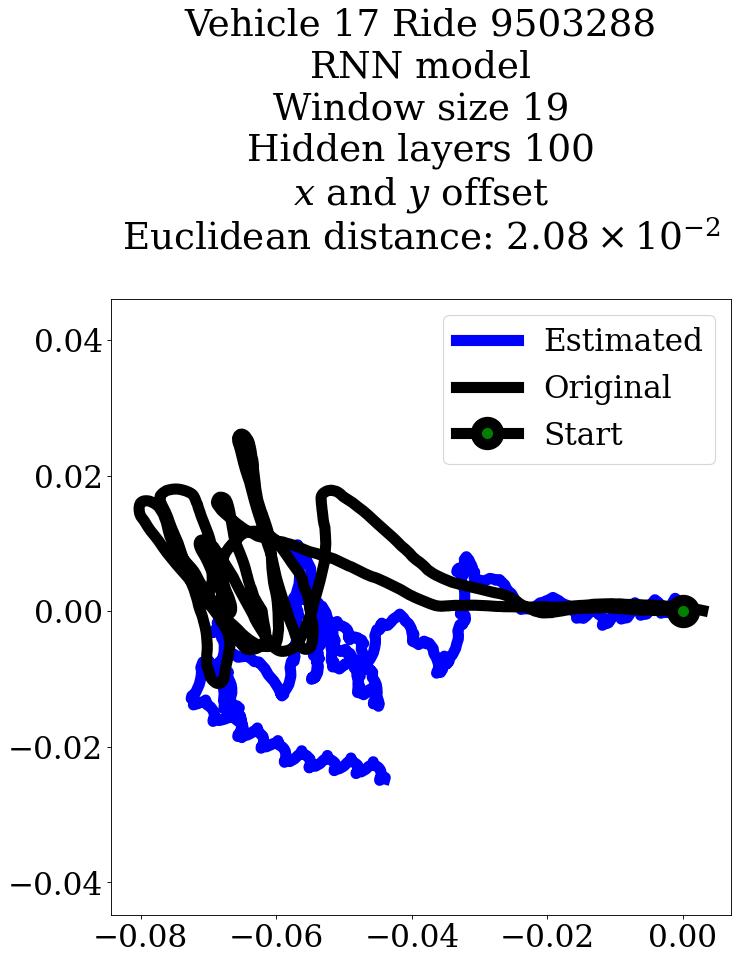 Vehicle 17 Ride 9503288
RNN model
Window size 19
Hidden layers 100
x and y offset
Euclidean distance: 2.08 × 10⁻²
Estimated
Original
Start
0.04
0.02
0.00
−0.02
−0.04
−0.08 −0.06 −0.04 −0.02 0.00